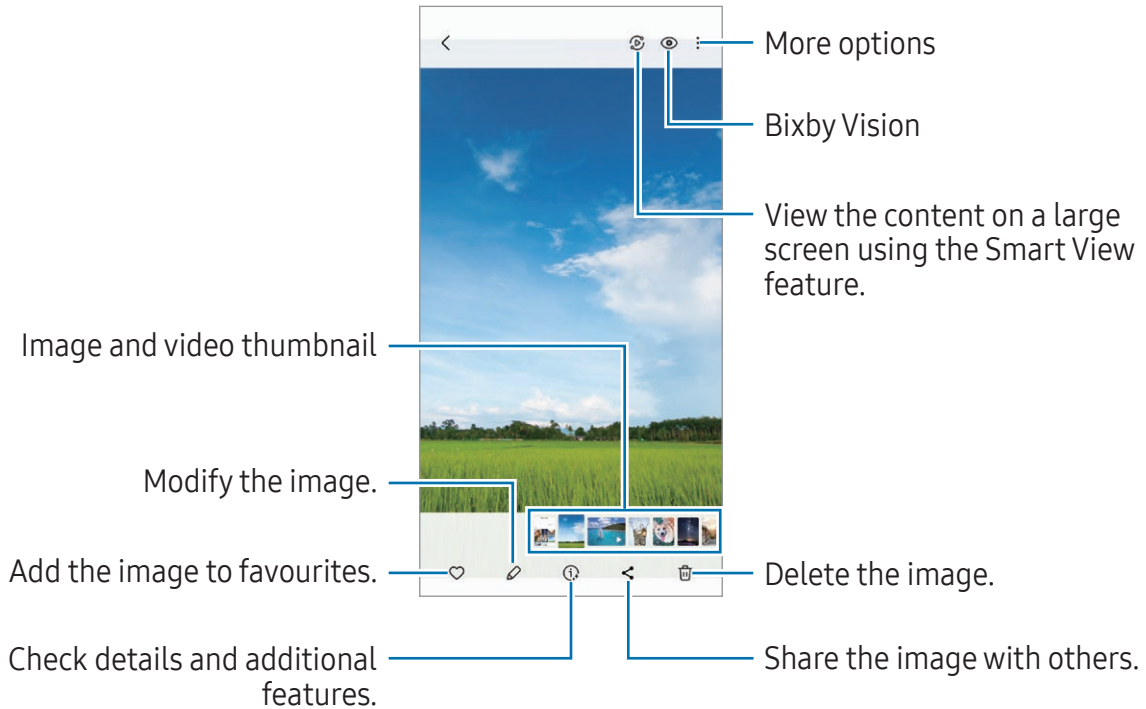 More options
Bixby Vision
View the content on a large
screen using the Smart View
feature.
Image and video thumbnail
Modify the image.
Add the image to favourites.
Delete the image.
Check details and additional
features.
Share the image with others.